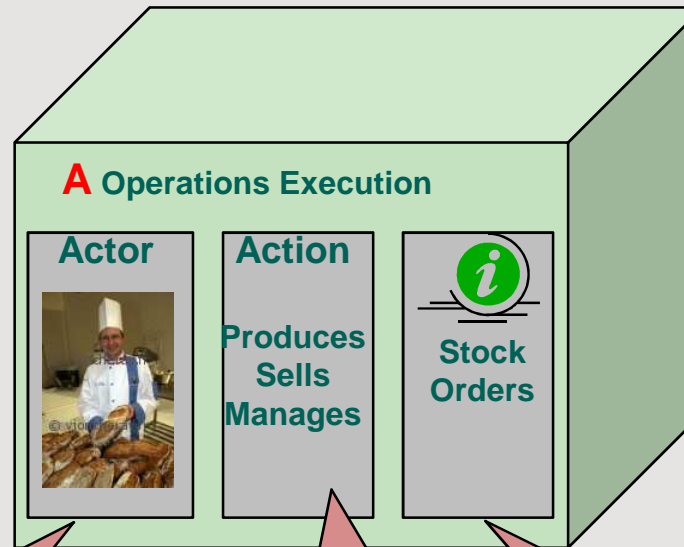 A Operations Execution
Actor
Action
i
Produces
Sells
Manages
Stock
Orders